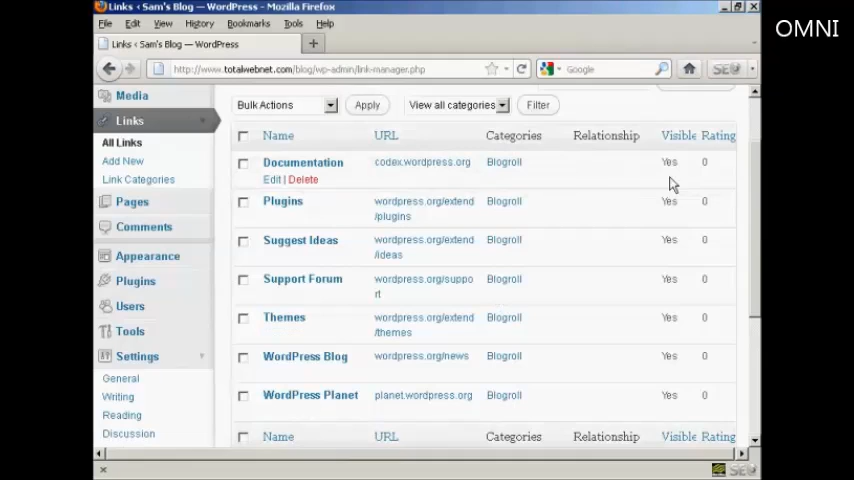 Links ‹ Sam's Blog — WordPress - Mozilla Firefox
OMNI
File Edit View History Bookmarks Tools Help
Links ‹ Sam's Blog — WordPress
http://www.totalwebnet.com/blog/wp-admin/link-manager.php
Google
SEO
Media
Links
All Links
Add New
Link Categories
Pages
Comments
Appearance
Plugins
Users
Tools
Settings
General
Writing
Reading
Discussion
Bulk Actions Apply View all categories Filter
Name URL Categories Relationship Visible Rating
Documentation codex.wordpress.org Blogroll Yes 0
Edit | Delete
Plugins wordpress.org/extend Blogroll Yes 0
/plugins
Suggest Ideas wordpress.org/extend Blogroll Yes 0
/ideas
Support Forum wordpress.org/suppo Blogroll Yes 0
rt
Themes wordpress.org/extend Blogroll Yes 0
/themes
WordPress Blog wordpress.org/news Blogroll Yes 0
WordPress Planet planet.wordpress.org Blogroll Yes 0
Name URL Categories Relationship Visible Rating
SEO